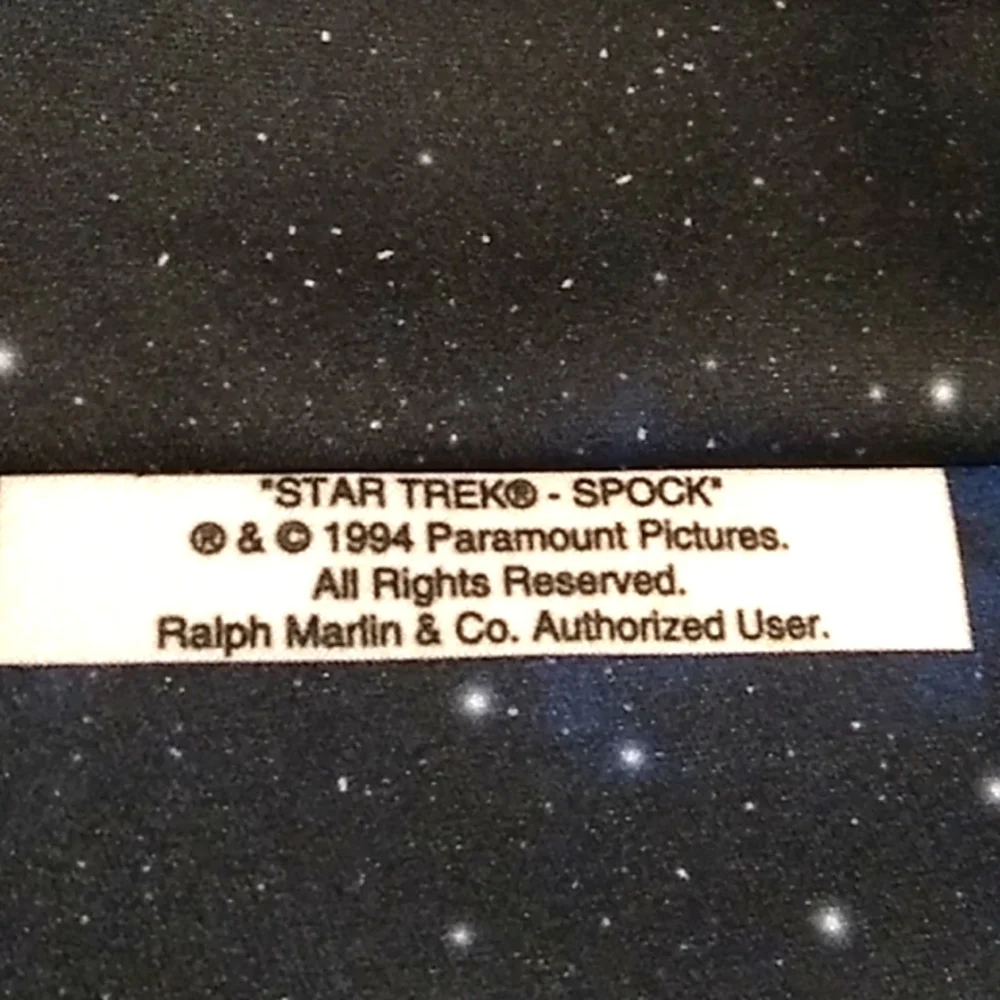 "STAR TREK® - SPOCK"
® & © 1994 Paramount Pictures.
All Rights Reserved.
Ralph Marlin & Co. Authorized User.